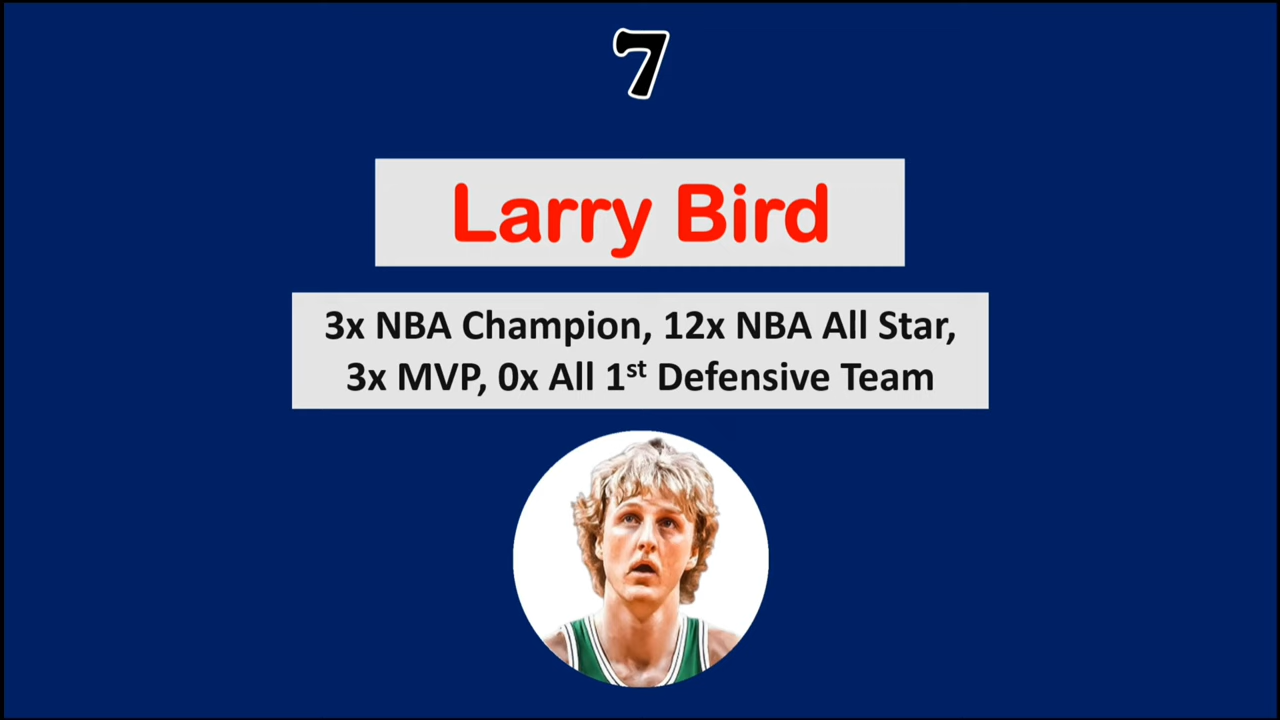 7
Larry Bird
3x NBA Champion, 12x NBA All Star,
3x MVP, 0x All 1st Defensive Team